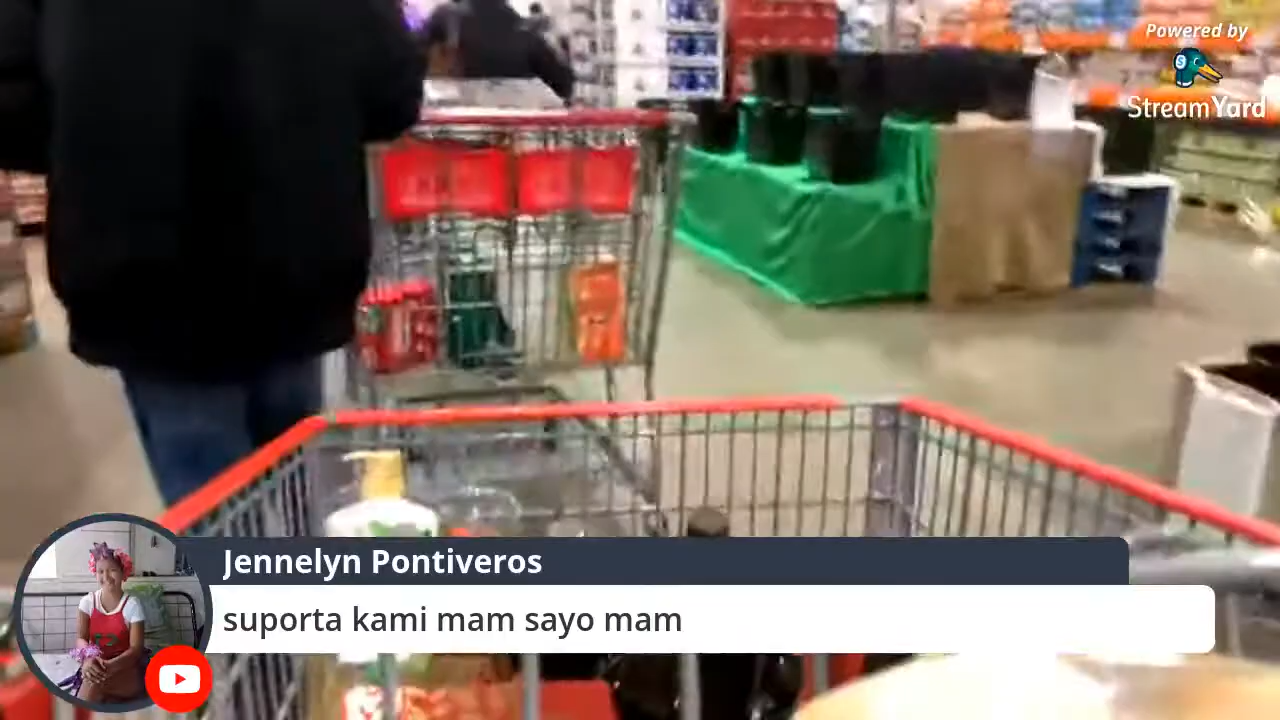 Powered by
StreamYard
Jennelyn Pontiveros
suporta kami mam sayo mam